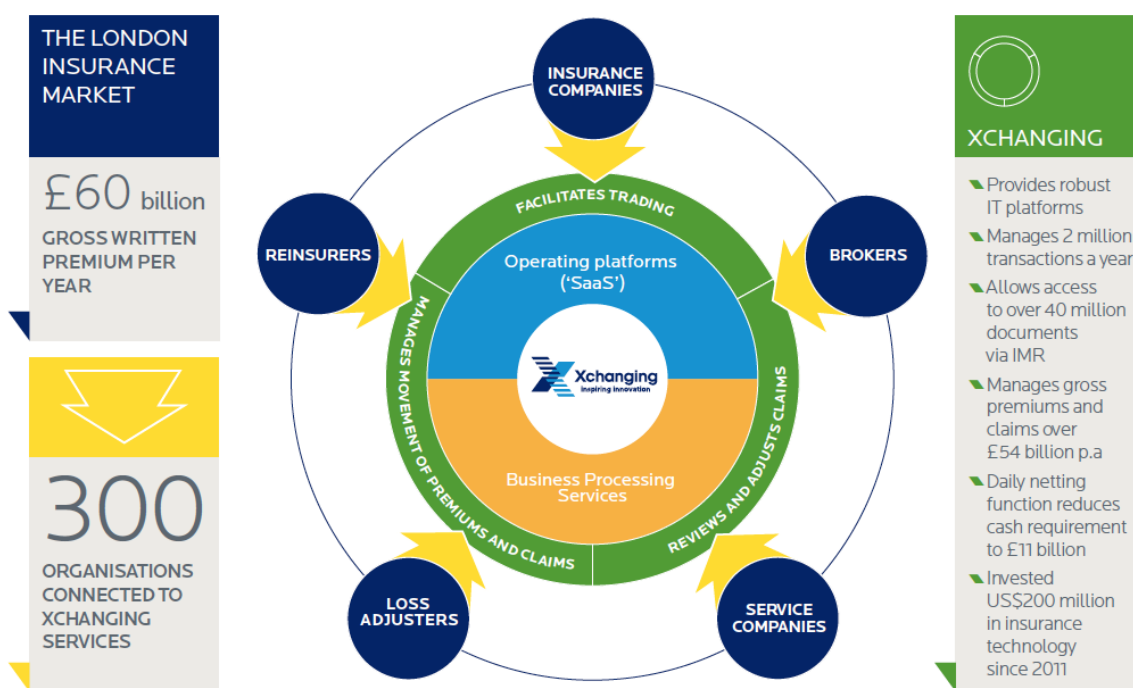 THE LONDON
INSURANCE
MARKET
£60 billion
GROSS WRITTEN
PREMIUM PER
YEAR
300
ORGANISATIONS
CONNECTED TO
XCHANGING
SERVICES
INSURANCE
COMPANIES
REINSURERS
BROKERS
LOSS
ADJUSTERS
SERVICE
COMPANIES
FACILITATES TRADING
MANAGES MOVEMENT OF PREMIUMS AND CLAIMS
REVIEWS AND ADJUSTS CLAIMS
Operating platforms
('SaaS')
Xchanging
Inspiring Innovation
Business Processing
Services
XCHANGING
Provides robust
IT platforms
Manages 2 million
transactions a year
Allows access
to over 40 million
documents
via IMR
Manages gross
premiums and
claims over
£54 billion p.a
Daily netting
function reduces
cash requirement
to £11 billion
Invested
US$200 million
in insurance
technology
since 2011